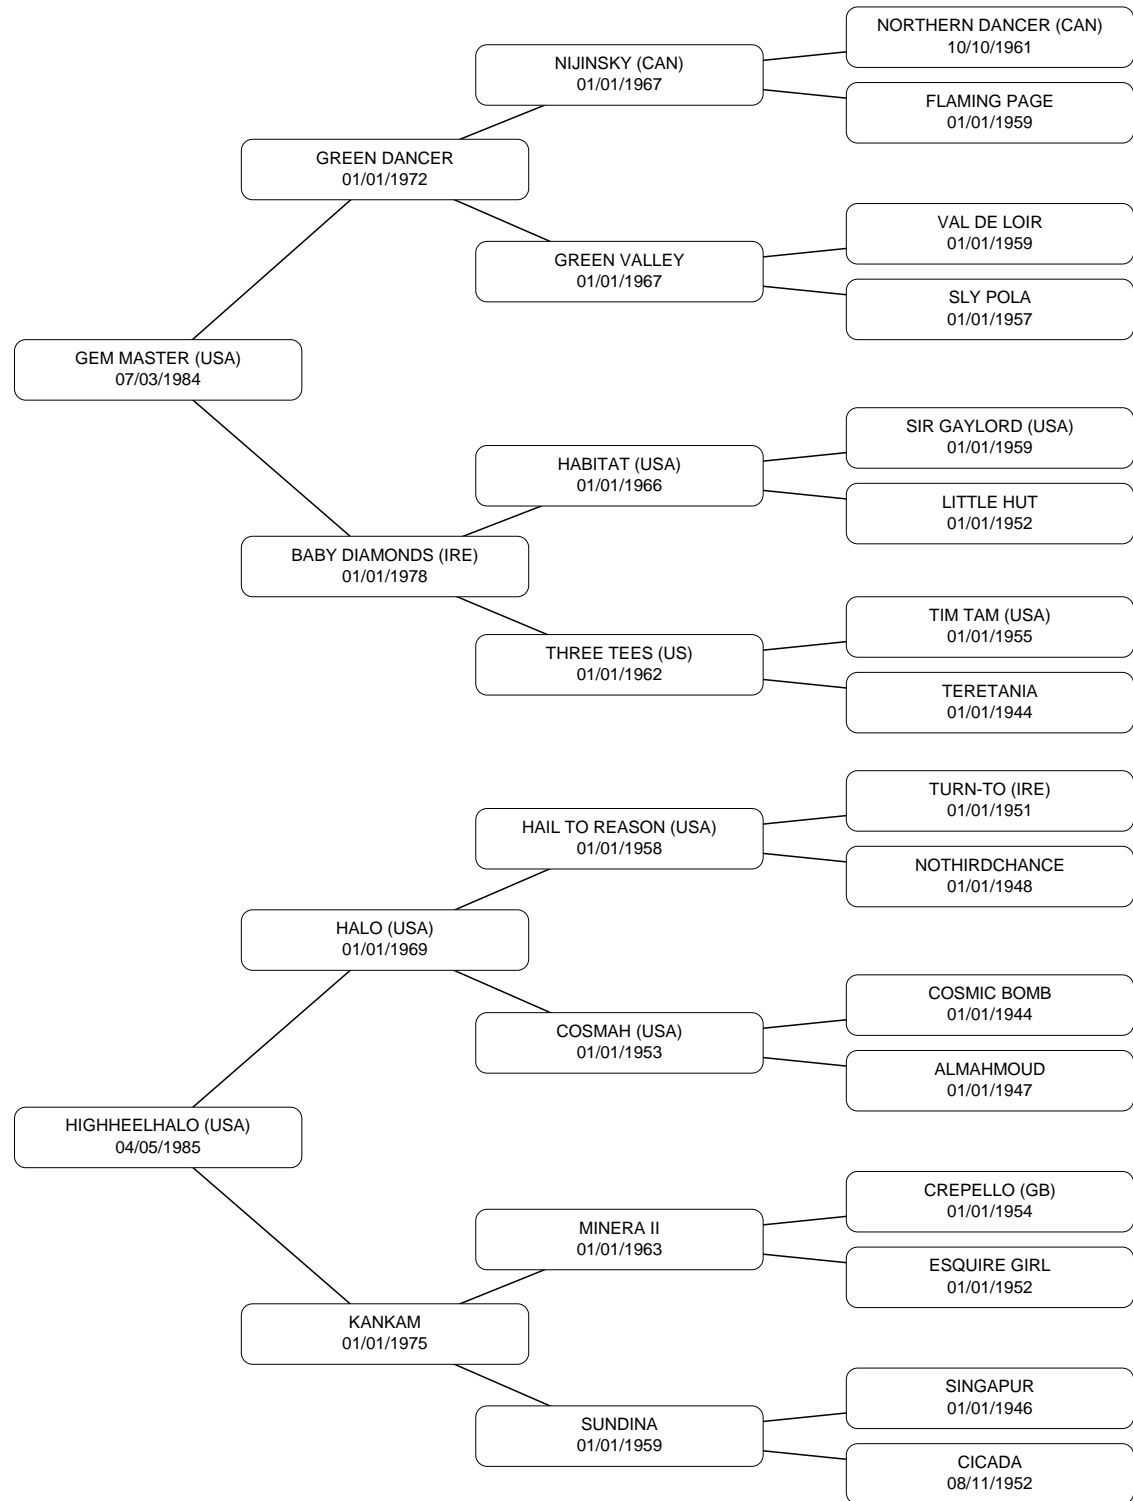 NORTHERN DANCER (CAN)
10/10/1961
NIJINSKY (CAN)
01/01/1967
FLAMING PAGE
01/01/1959
GREEN DANCER
01/01/1972
VAL DE LOIR
01/01/1959
GREEN VALLEY
01/01/1967
SLY POLA
01/01/1957
GEM MASTER (USA)
07/03/1984
SIR GAYLORD (USA)
01/01/1959
HABITAT (USA)
01/01/1966
LITTLE HUT
01/01/1952
BABY DIAMONDS (IRE)
01/01/1978
TIM TAM (USA)
01/01/1955
THREE TEES (US)
01/01/1962
TERETANIA
01/01/1944
TURN-TO (IRE)
01/01/1951
HAIL TO REASON (USA)
01/01/1958
NOTHIRDCHANCE
01/01/1948
HALO (USA)
01/01/1969
COSMIC BOMB
01/01/1944
COSMAH (USA)
01/01/1953
ALMAHMOUD
01/01/1947
HIGHHEELHALO (USA)
04/05/1985
CREPELLO (GB)
01/01/1954
MINERA II
01/01/1963
ESQUIRE GIRL
01/01/1952
KANKAM
01/01/1975
SINGAPUR
01/01/1946
SUNDINA
01/01/1959
CICADA
08/11/1952